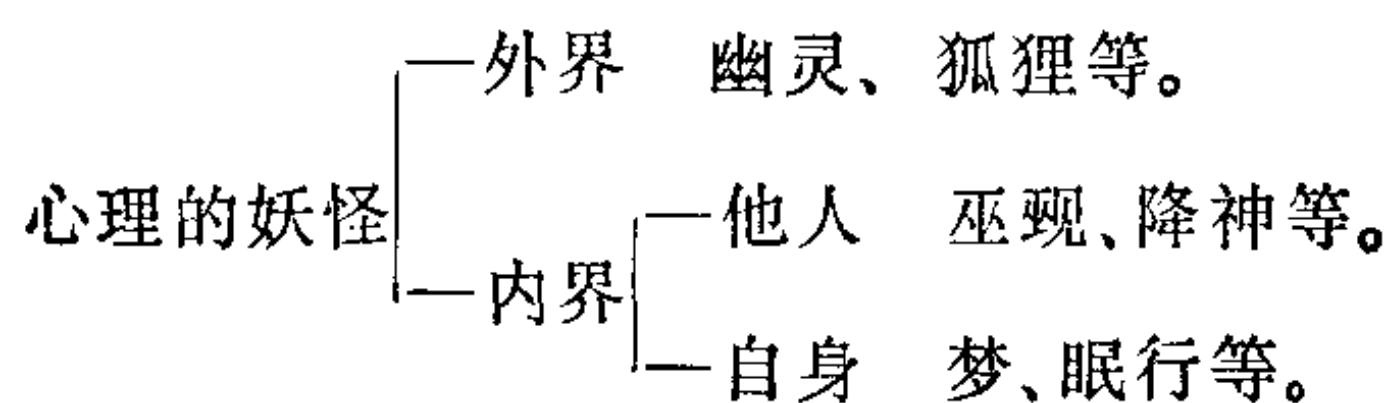 外界 幽灵、狐狸等。
心理的妖怪
他人 巫觋、降神等。
内界
自身 梦、眠行等。